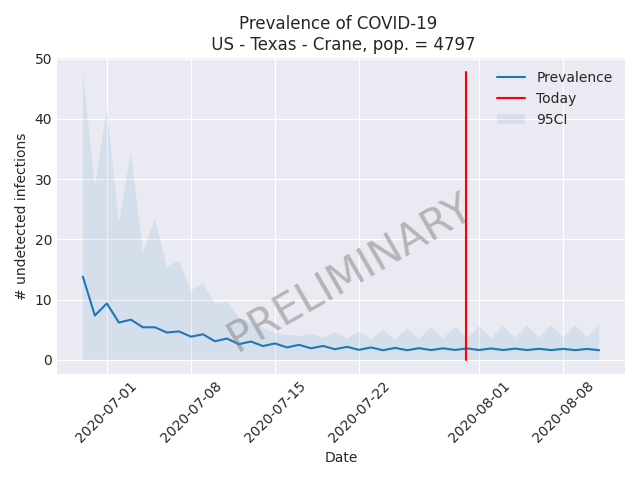 Prevalence of COVID-19
US - Texas - Crane, pop. = 4797
# undetected infections
50
40
30
20
10
0
Prevalence
Today
95CI
PRELIMINARY
2020-07-01
2020-07-08
2020-07-15
2020-07-22
2020-08-01
2020-08-08
Date